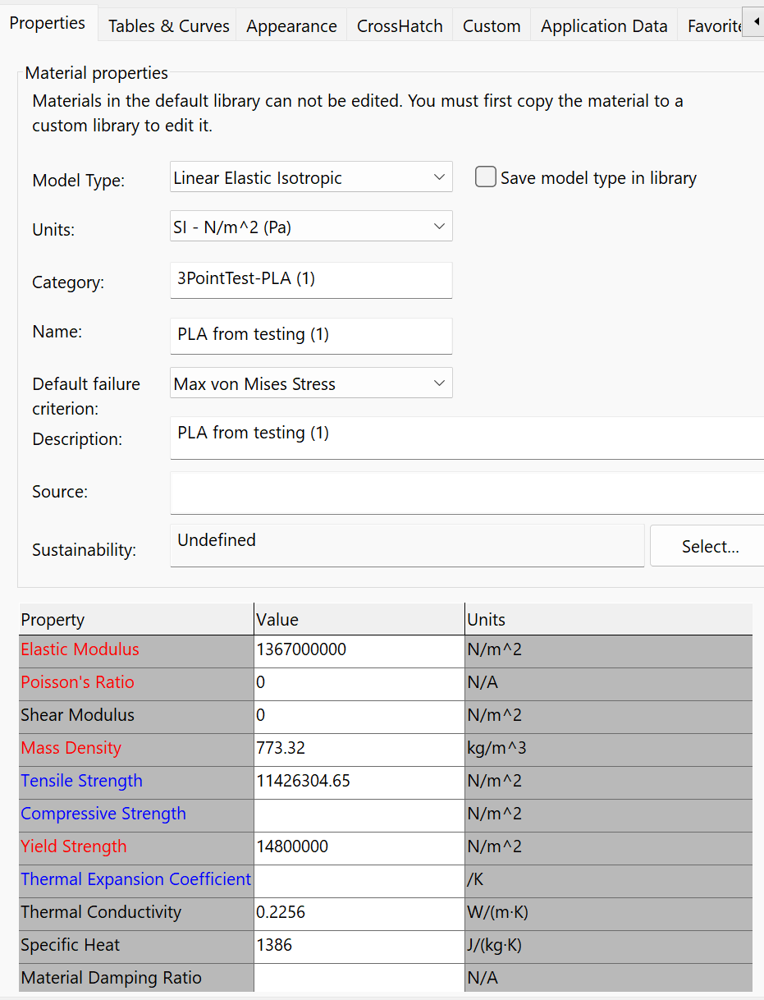 Properties Tables & Curves Appearance CrossHatch Custom Application Data Favorite
Material properties
Materials in the default library can not be edited. You must first copy the material to a
custom library to edit it.
Model Type: Linear Elastic Isotropic Save model type in library
Units: SI - N/m^2 (Pa)
Category: 3PointTest-PLA (1)
Name: PLA from testing (1)
Default failure
criterion: Max von Mises Stress
Description: PLA from testing (1)
Source:
Sustainability: Undefined Select...
Property Value Units
Elastic Modulus 1367000000 N/m^2
Poisson's Ratio 0 N/A
Shear Modulus 0 N/m^2
Mass Density 773.32 kg/m^3
Tensile Strength 11426304.65 N/m^2
Compressive Strength N/m^2
Yield Strength 14800000 N/m^2
Thermal Expansion Coefficient /K
Thermal Conductivity 0.2256 W/(m·K)
Specific Heat 1386 J/(kg·K)
Material Damping Ratio N/A